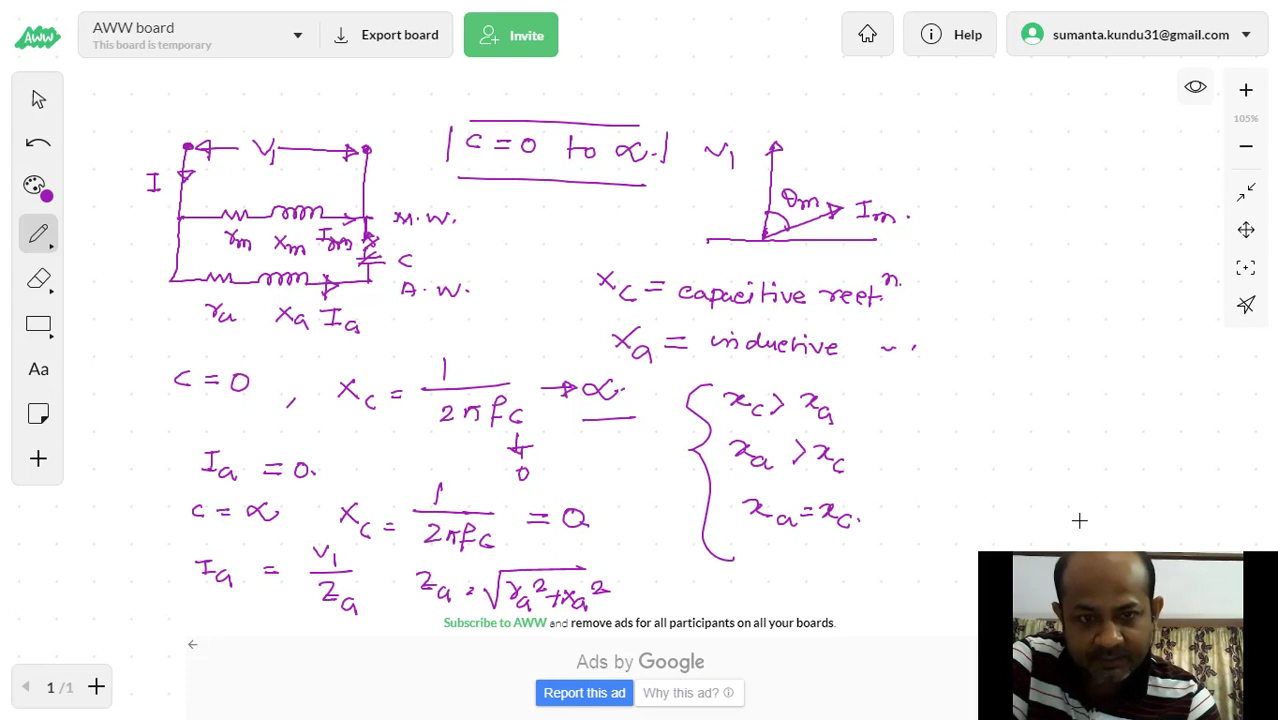 AWW board
This board is temporary
Export board
Invite
Help
sumanta.kundu31@gmail.com
105%
| C = 0 to ∝. |
V₁
V₁
I
θm
Im.
rm
xm
Im
M.W.
C
A.W.
ra
xa
Ia
xc = capacitive rectⁿ.
xa = inductive
C = 0, Xc = 1/2πfc → ∝.
↓
0
xc > xa
xa > xc
xa = xc.
Ia = 0.
C = ∝ Xc = 1/2πfc = 0
Ia = V₁/Za Za = √ra² + xa²
Subscribe to AWW and remove ads for all participants on all your boards.
Ads by Google
Report this ad
Why this ad?
Aa
1 /1